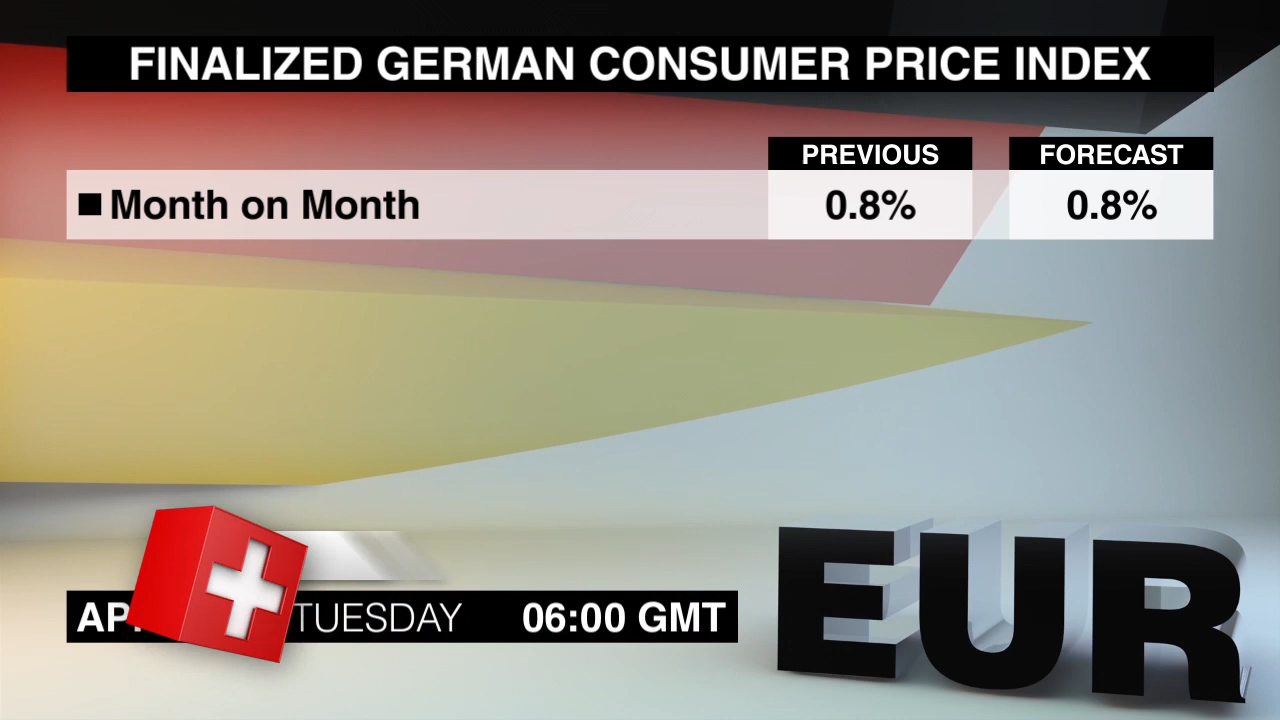 FINALIZED GERMAN CONSUMER PRICE INDEX
PREVIOUS FORECAST
Month on Month 0.8% 0.8%
TUESDAY 06:00 GMT
EUR